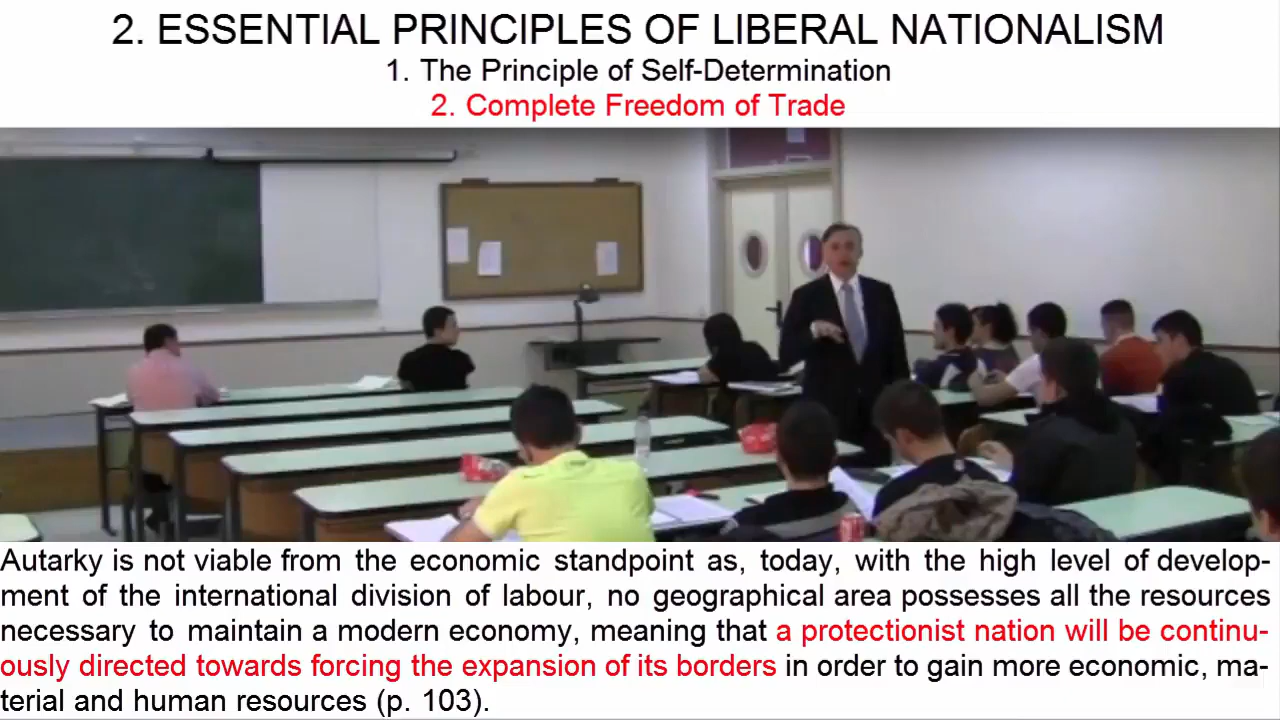 2. ESSENTIAL PRINCIPLES OF LIBERAL NATIONALISM
1. The Principle of Self-Determination
2. Complete Freedom of Trade
Autarky is not viable from the economic standpoint as, today, with the high level of develop-
ment of the international division of labour, no geographical area possesses all the resources
necessary to maintain a modern economy, meaning that a protectionist nation will be continu-
ously directed towards forcing the expansion of its borders in order to gain more economic, ma-
terial and human resources (p. 103).